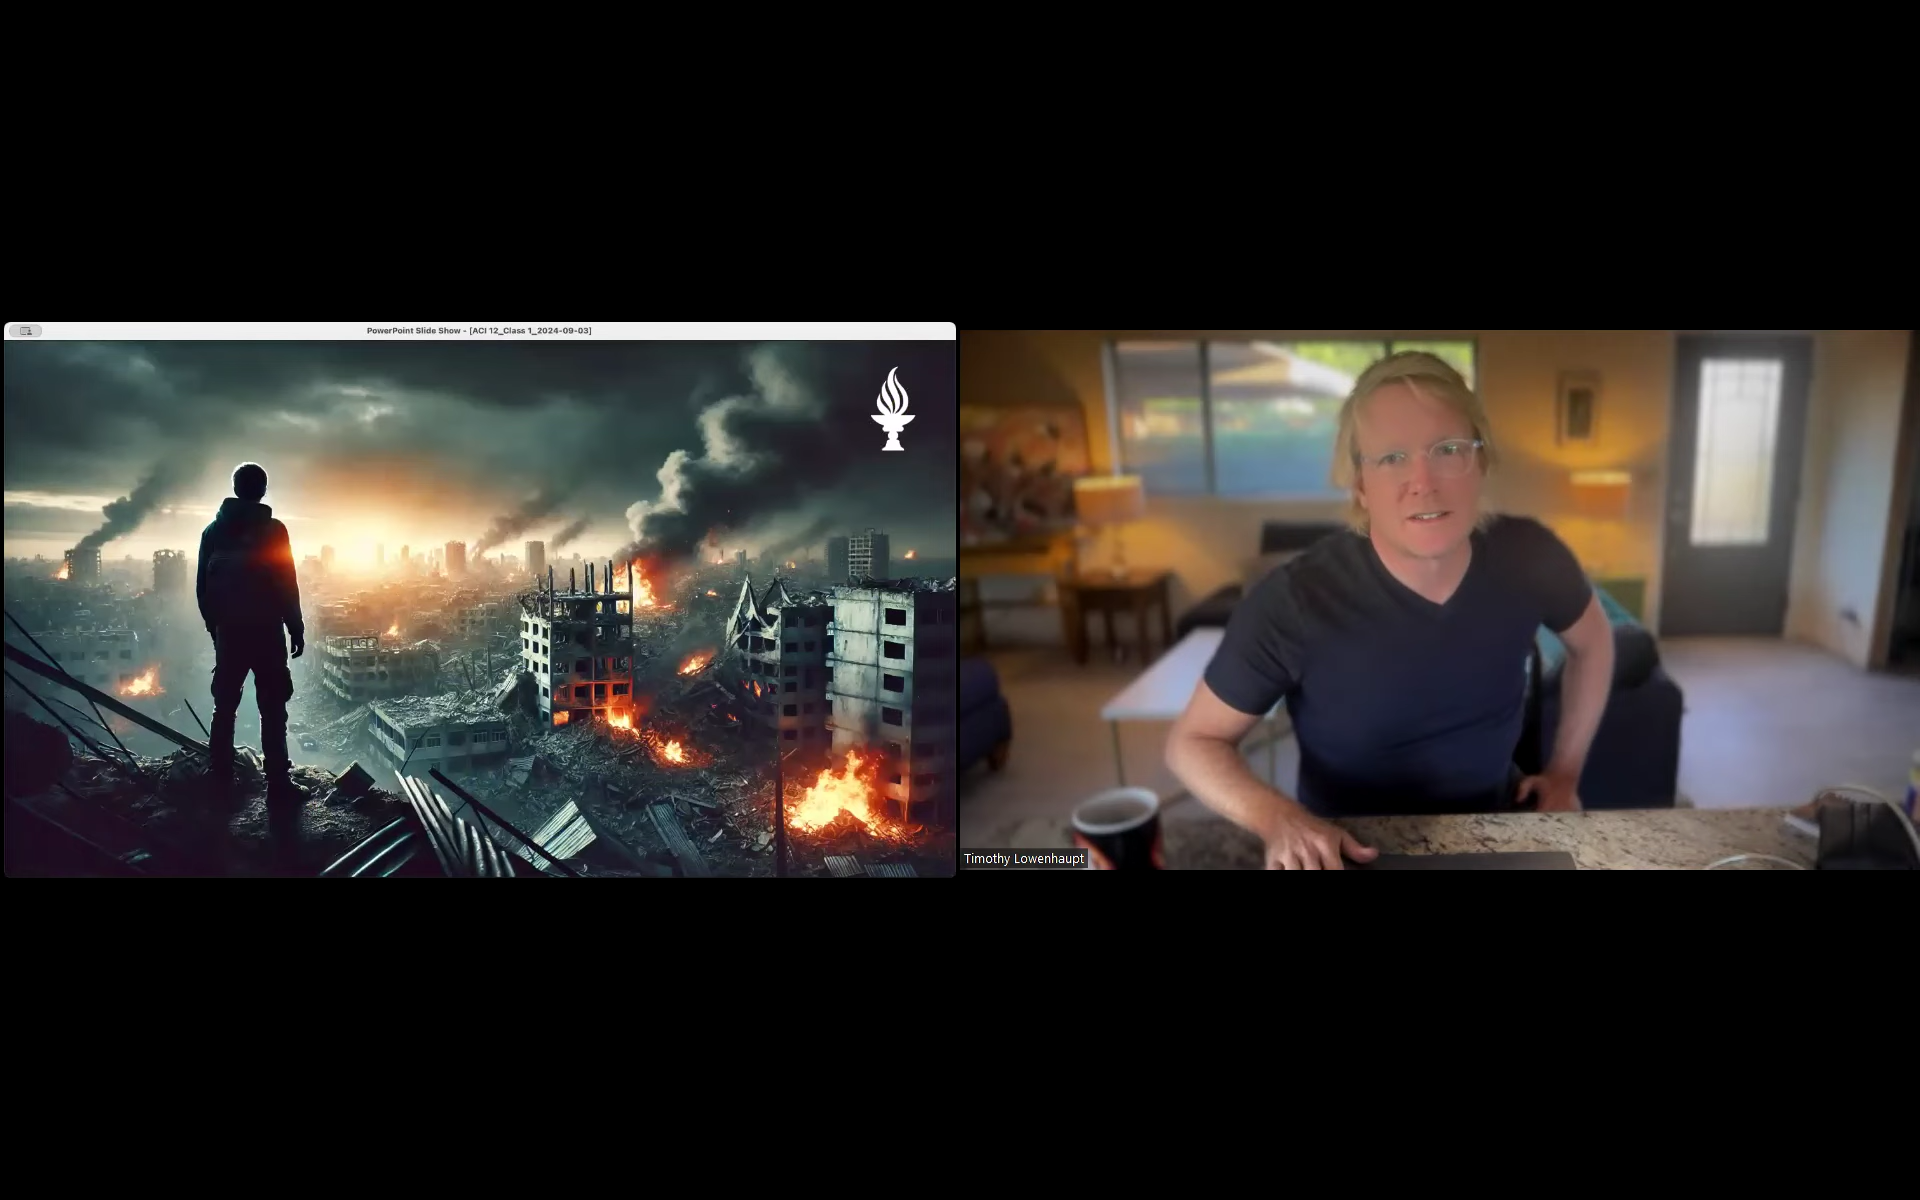 PowerPoint Slide Show - [ACI 12_Class 1_2024-09-03]
Timothy Lowenhaupt